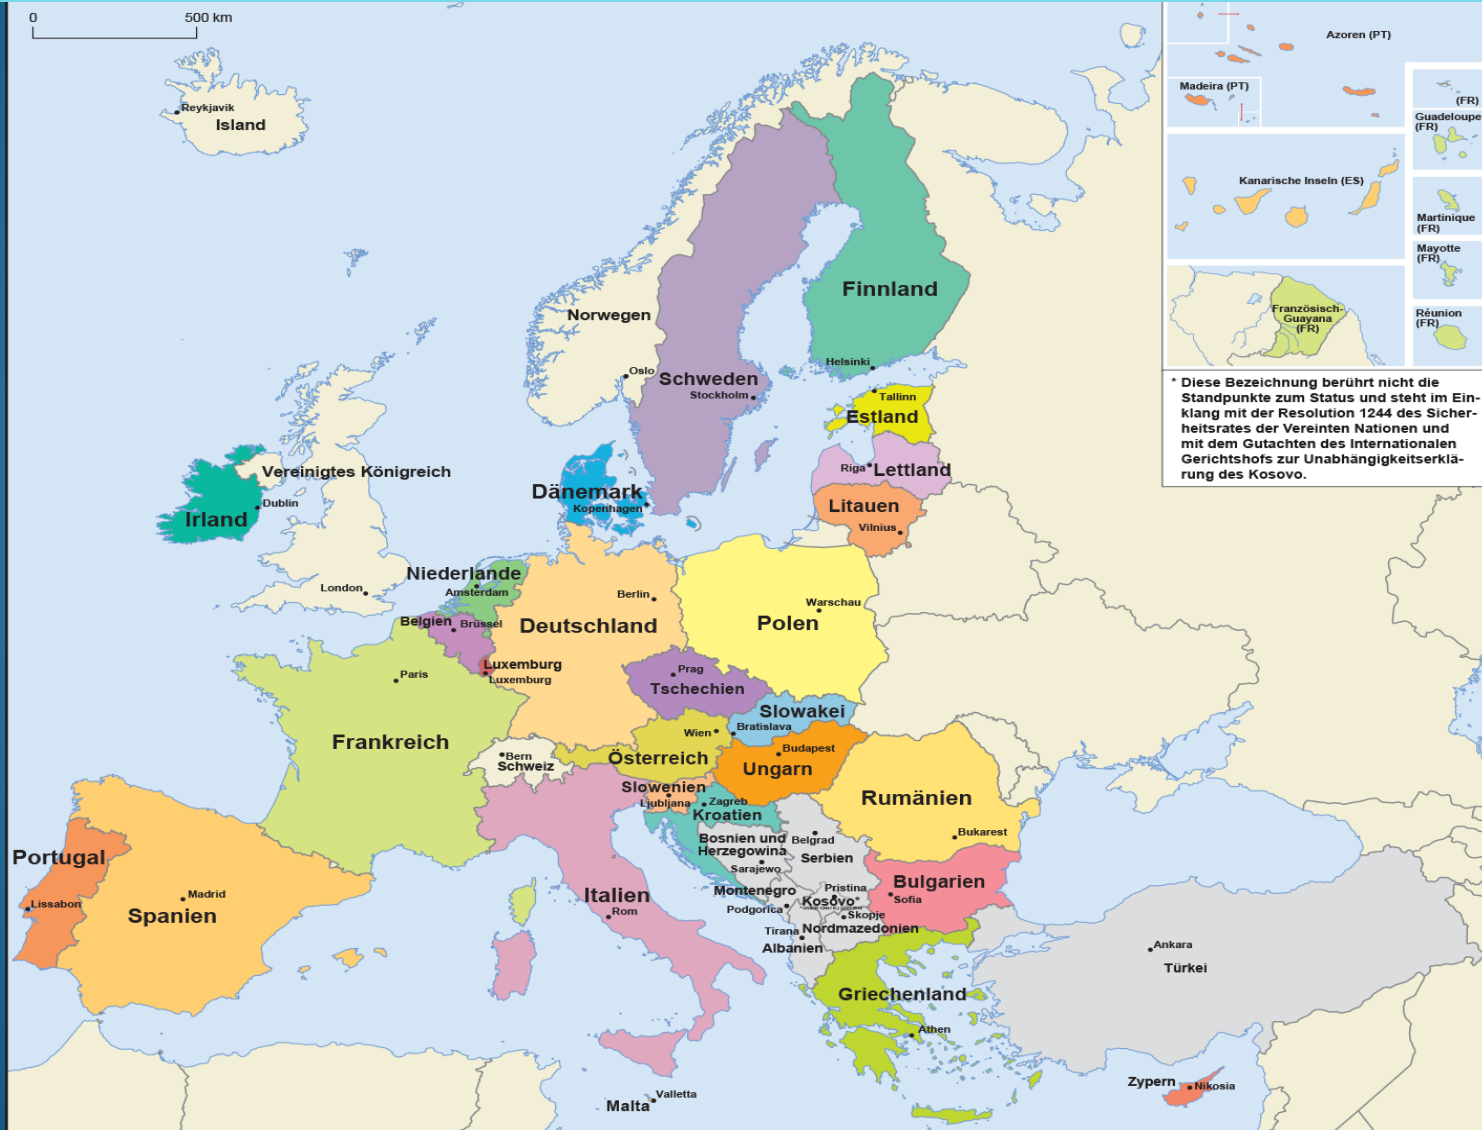 0 500 km
Azoren (PT)
Madeira (PT)
(FR)
Guadeloupe
(FR)
Kanarische Inseln (ES)
Martinique
(FR)
Mayotte
(FR)
Französisch-
Guayana
(FR)
Réunion
(FR)
* Diese Bezeichnung berührt nicht die
Standpunkte zum Status und steht im Ein-
klang mit der Resolution 1244 des Sicher-
heitsrates der Vereinten Nationen und
mit dem Gutachten des Internationalen
Gerichtshofs zur Unabhängigkeitserklä-
rung des Kosovo.
Reykjavik
Island
Finnland
Helsinki
Norwegen
Oslo
Schweden
Stockholm
Tallinn
Estland
Riga
Lettland
Litauen
Vilnius
Vereinigtes Königreich
Dublin
Irland
London
Dänemark
Kopenhagen
Niederlande
Amsterdam
Belgien
Brüssel
Luxemburg
Luxemburg
Berlin
Deutschland
Warschau
Polen
Prag
Tschechien
Slowakei
Bratislava
Wien
Österreich
Budapest
Ungarn
Paris
Frankreich
Bern
Schweiz
Slowenien
Ljubljana
Zagreb
Kroatien
Rumänien
Bukarest
Bosnien und
Herzegowina
Sarajewo
Belgrad
Serbien
Montenegro
Podgorica
Pristina
Kosovo*
Bulgarien
Sofia
Skopje
Nordmazedonien
Tirana
Albanien
Portugal
Lissabon
Madrid
Spanien
Italien
Rom
Griechenland
Athen
Ankara
Türkei
Zypern
Nikosia
Valletta
Malta